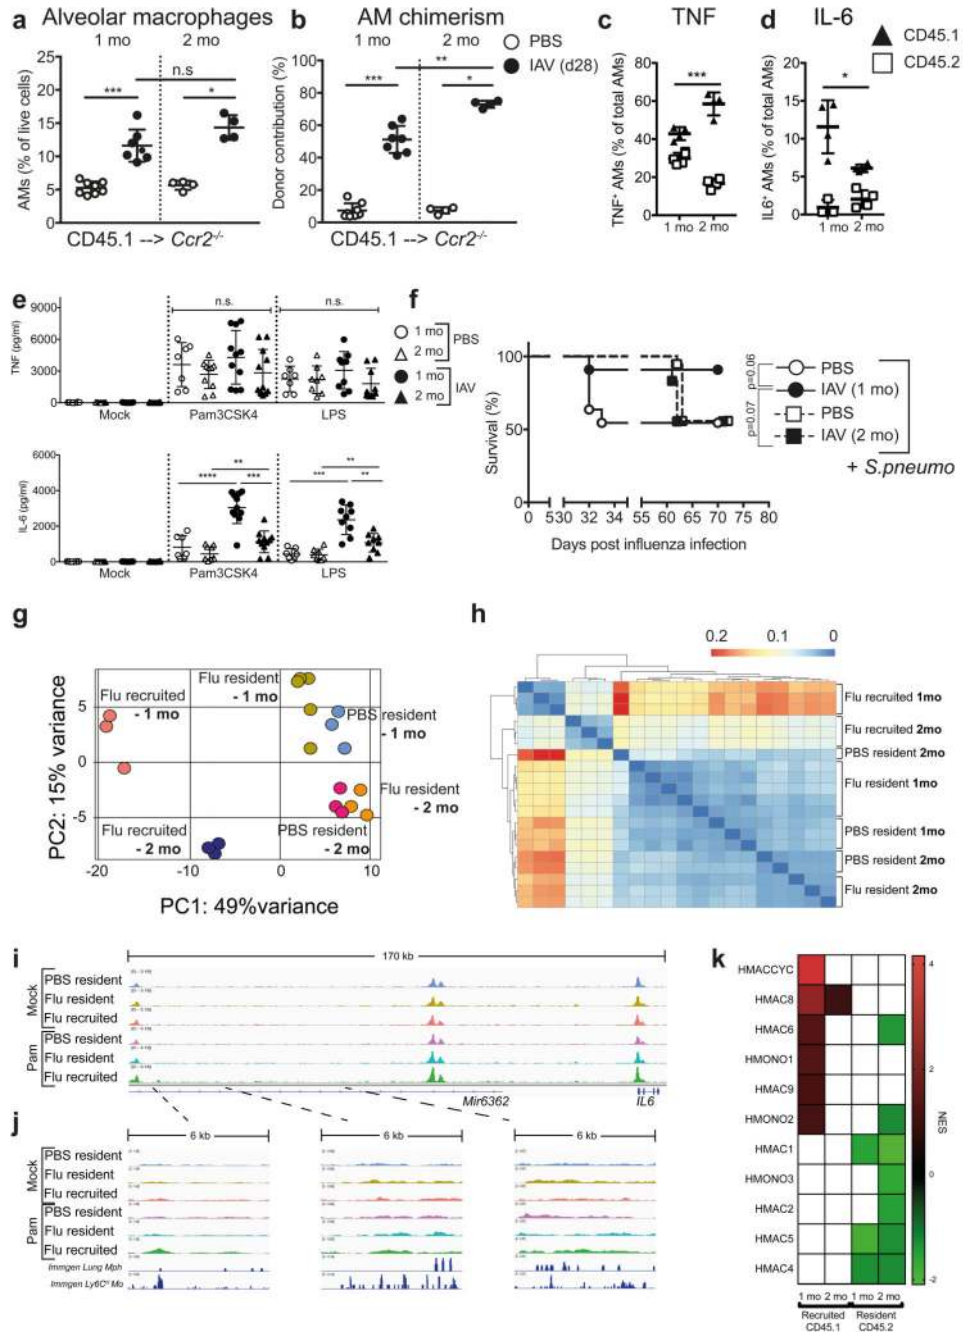 a Alveolar macrophages
1 mo 2 mo
n.s
*** *
AMs (% of live cells)
25
20
15
10
5
0
CD45.1 --> Ccr2-/-
b AM chimerism
1 mo 2 mo
PBS
IAV (d28)
**
*** *
Donor contribution (%)
100
80
60
40
20
0
CD45.1 --> Ccr2-/-
c TNF
***
TNF+ AMs (% of total AMs)
80
60
40
20
0
1 mo 2 mo
d IL-6
CD45.1
CD45.2
*
IL6+ AMs (% of total AMs)
20
15
10
5
0
1 mo 2 mo
e
n.s. n.s.
TNF (pg/ml)
9000
6000
3000
0
Mock Pam3CSK4 LPS
1 mo
2 mo
PBS
1 mo
2 mo
IAV
** **
**** *** *** **
IL-6 (pg/ml)
6000
4000
2000
0
Mock Pam3CSK4 LPS
f
Survival (%)
100
50
0
0 5 30 32 34 55 60 65 70 75 80
Days post influenza infection
p=0.06
p=0.07
PBS
IAV (1 mo)
PBS
IAV (2 mo)
+ S.pneumo
g
Flu resident
- 1 mo
Flu recruited
- 1 mo
PBS resident
- 1 mo
Flu resident
- 2 mo
Flu recruited
- 2 mo
PBS resident
- 2 mo
PC2: 15% variance
5
0
-5
-20 -10 0 10
PC1: 49%variance
h
0.2 0.1 0
Flu recruited 1mo
Flu recruited 2mo
PBS resident 2mo
Flu resident 1mo
PBS resident 1mo
PBS resident 2mo
Flu resident 2mo
i
170 kb
Mock
PBS resident
Flu resident
Flu recruited
Pam
PBS resident
Flu resident
Flu recruited
Mir6362 IL6
j
6 kb 6 kb 6 kb
Mock
PBS resident
Flu resident
Flu recruited
Pam
PBS resident
Flu resident
Flu recruited
Immgen Lung Mph
k
HMACCYC
HMAC8
HMAC6
HMONO1
HMAC9
HMONO2
HMAC1
HMONO3
HMAC2
HMAC5
HMAC4
4
2
0
-2
NES
1 mo 2 mo 1 mo 2 mo
Recruited Resident
CD45.1 CD45.2